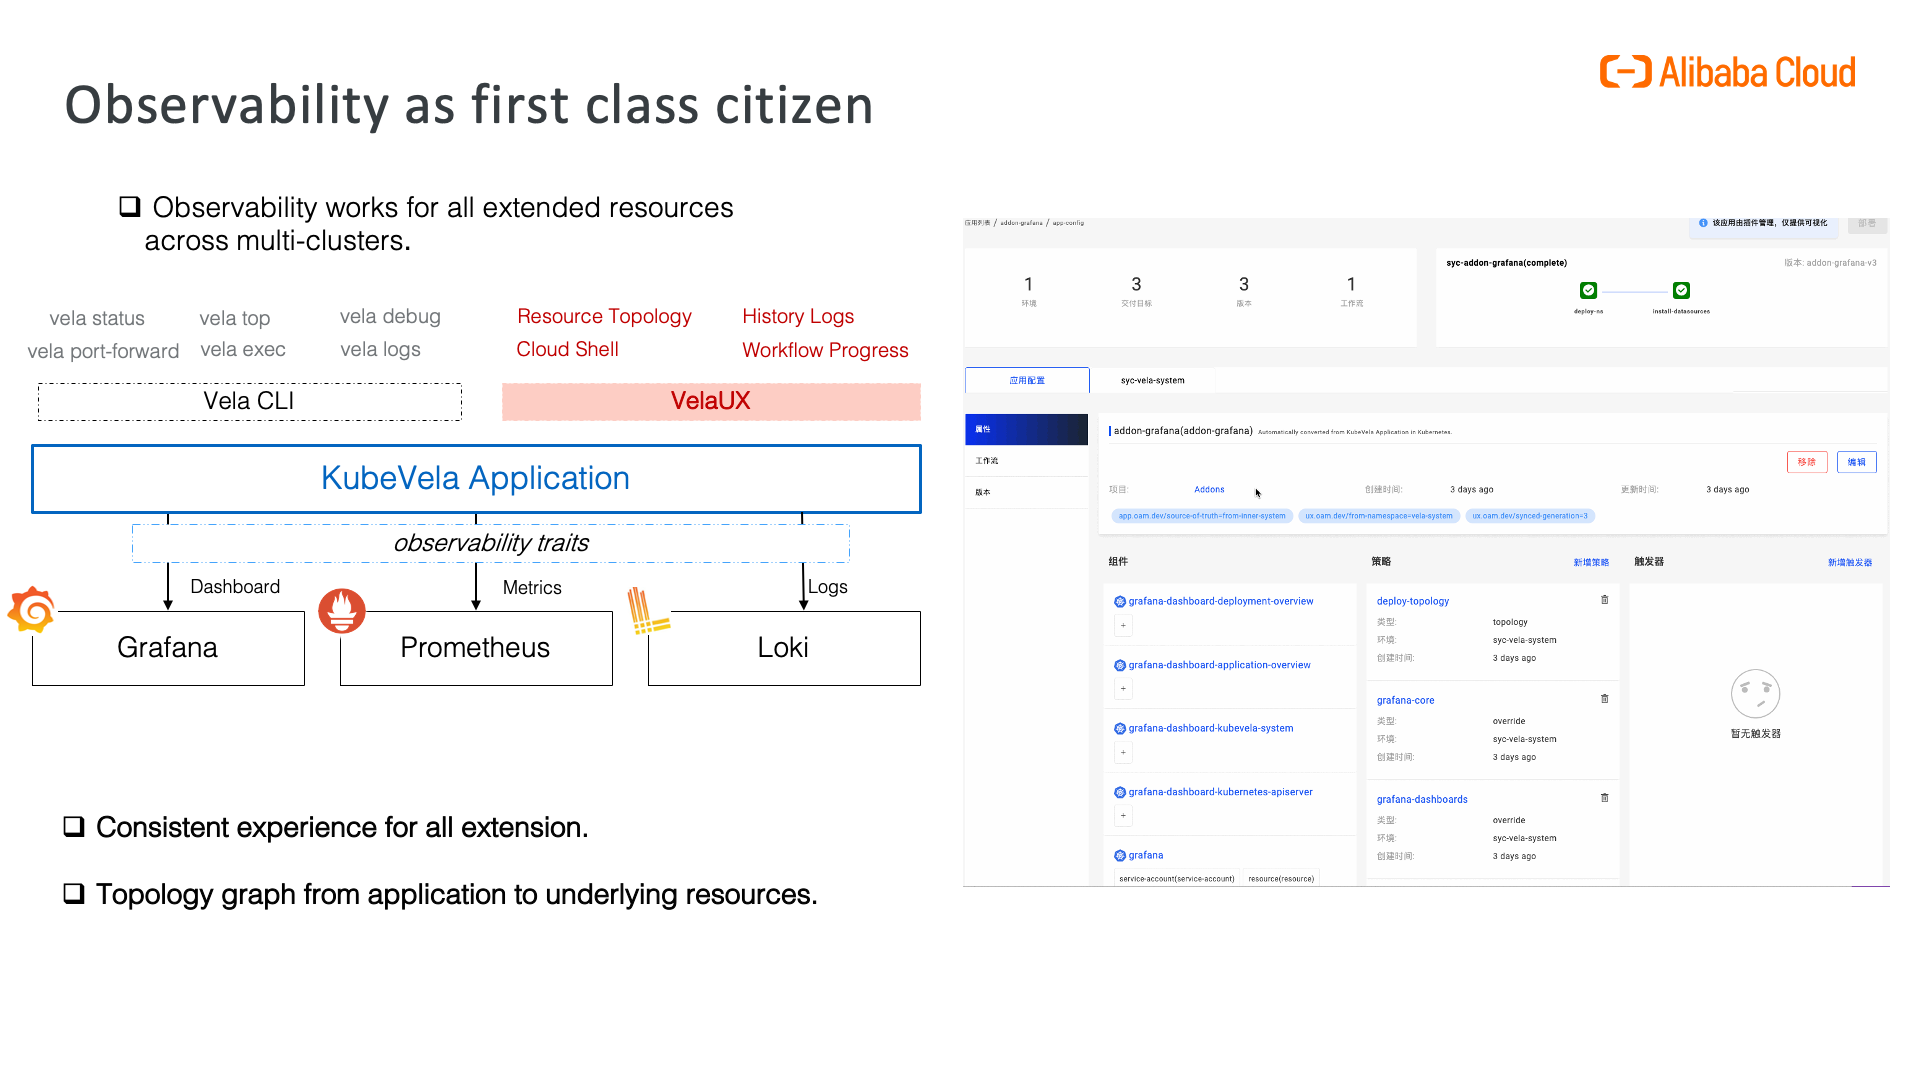 Alibaba Cloud
Observability as first class citizen
Observability works for all extended resources
across multi-clusters.
vela status
vela top
vela debug
vela port-forward
vela exec
vela logs
Resource Topology
History Logs
Cloud Shell
Workflow Progress
Vela CLI
VelaUX
KubeVela Application
observability traits
Dashboard
Metrics
Logs
Grafana
Prometheus
Loki
Consistent experience for all extension.
Topology graph from application to underlying resources.
应用列表 / addon-grafana / app-config
该应用由插件管理，仅提供可视化
部署
1
3
3
1
环境
交付目标
版本
工作流
syc-addon-grafana(complete)
版本: addon-grafana-v3
deploy-ns
install-datasources
应用配置
syc-vela-system
属性
工作流
版本
addon-grafana(addon-grafana) Automatically converted from KubeVela Application in Kubernetes.
移除
编辑
项目:
Addons
创建时间:
3 days ago
更新时间:
3 days ago
app.oam.dev/source-of-truth=from-inner-system
ux.oam.dev/from-namespace=vela-system
ux.oam.dev/synced-generation=3
组件
grafana-dashboard-deployment-overview
+
grafana-dashboard-application-overview
+
grafana-dashboard-kubevela-system
+
grafana-dashboard-kubernetes-apiserver
+
grafana
service-account(service-account)
resource(resource)
策略
新增策略
deploy-topology
类型: topology
环境: syc-vela-system
创建时间: 3 days ago
grafana-core
类型: override
环境: syc-vela-system
创建时间: 3 days ago
grafana-dashboards
类型: override
环境: syc-vela-system
创建时间: 3 days ago
触发器
新增触发器
暂无触发器